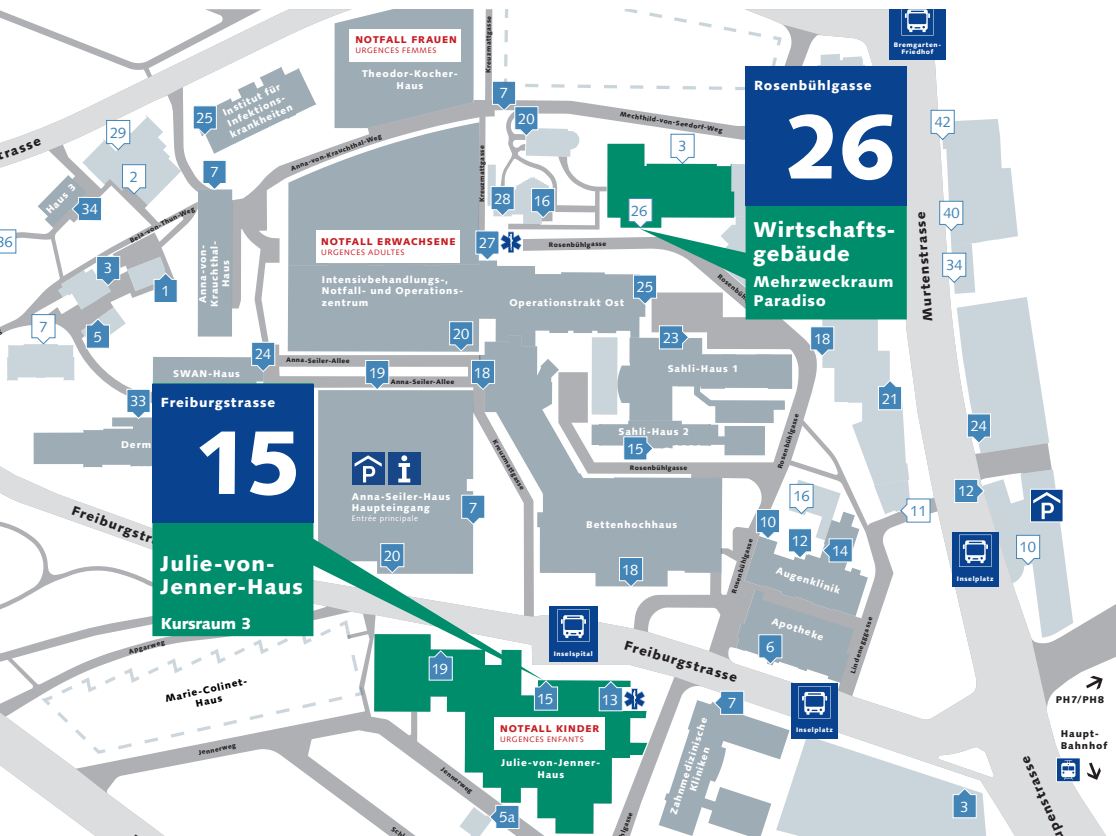 NOTFALL FRAUEN
URGENCES FEMMES
Theodor-Kocher-
Haus
Kreuzmattgasse
Bremgarten-
Friedhof
Institut für
Infektions-
krankheiten
25
29
2
7
Haus 3
34
36
trasse
Bela-von-Thun-Weg
3
1
7
5
Anna-von-
Krauchthal-
Haus
Anna-von-Krauchthal-Weg
7
20
Mechthild-von-Seedorf-Weg
3
Kreuzmattgasse
28
16
26
27
Rosenbühlgasse
Rosenbühlgasse
26
Wirtschafts-
gebäude
Mehrzweckraum
Paradiso
42
40
34
Murtenstrasse
NOTFALL ERWACHSENE
URGENCES ADULTES
Intensivbehandlungs-,
Notfall- und Operations-
zentrum
Operationstrakt Ost
25
20
23
18
SWAN-Haus
24
Anna-Seiler-Allee
19
Anna-Seiler-Allee
18
Sahli-Haus 1
Sahli-Haus 2
15
Rosenbühlgasse
Rosenbühlgasse
21
24
33
Derm
Freiburgstrasse
15
Julie-von-
Jenner-Haus
Kursraum 3
Freiburgstr
P
i
Anna-Seiler-Haus
Haupteingang
Entrée principale
7
20
Kreuzmattgasse
Bettenhochhaus
18
Rosenbühlgasse
10
16
12
14
11
12
P
10
Inselplatz
Augenklinik
Apotheke
6
Lindeneggasse
Inselspital
Freiburgstrasse
Apgarweg
Marie-Colinet-
Haus
Jennerweg
Jennerweg
19
15
13
NOTFALL KINDER
URGENCES ENFANTS
Julie-von-Jenner-
Haus
5a
7
Zahnmedizinische
Kliniken
Inselplatz
3
PH7/PH8
Haupt-
Bahnhof